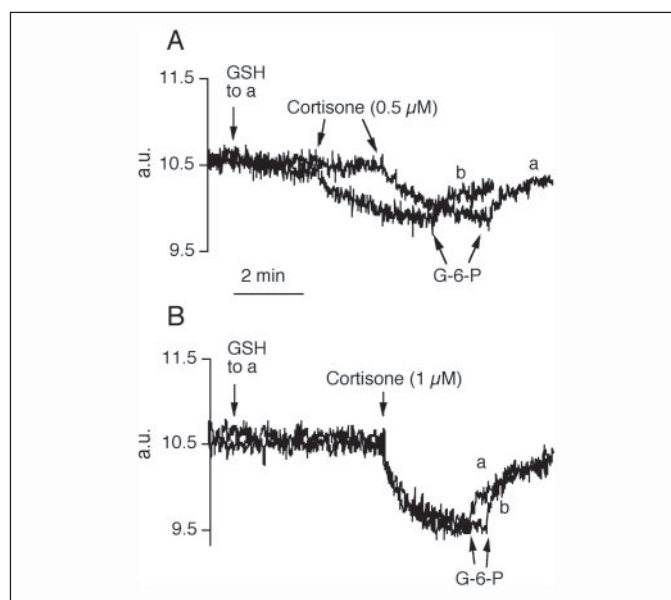 A
11.5
GSH
to a
Cortisone (0.5 µM)
10.5
a.u.
b
a
9.5
G-6-P
2 min
B
11.5
GSH
to a
Cortisone (1 µM)
10.5
a.u.
a
b
9.5
G-6-P